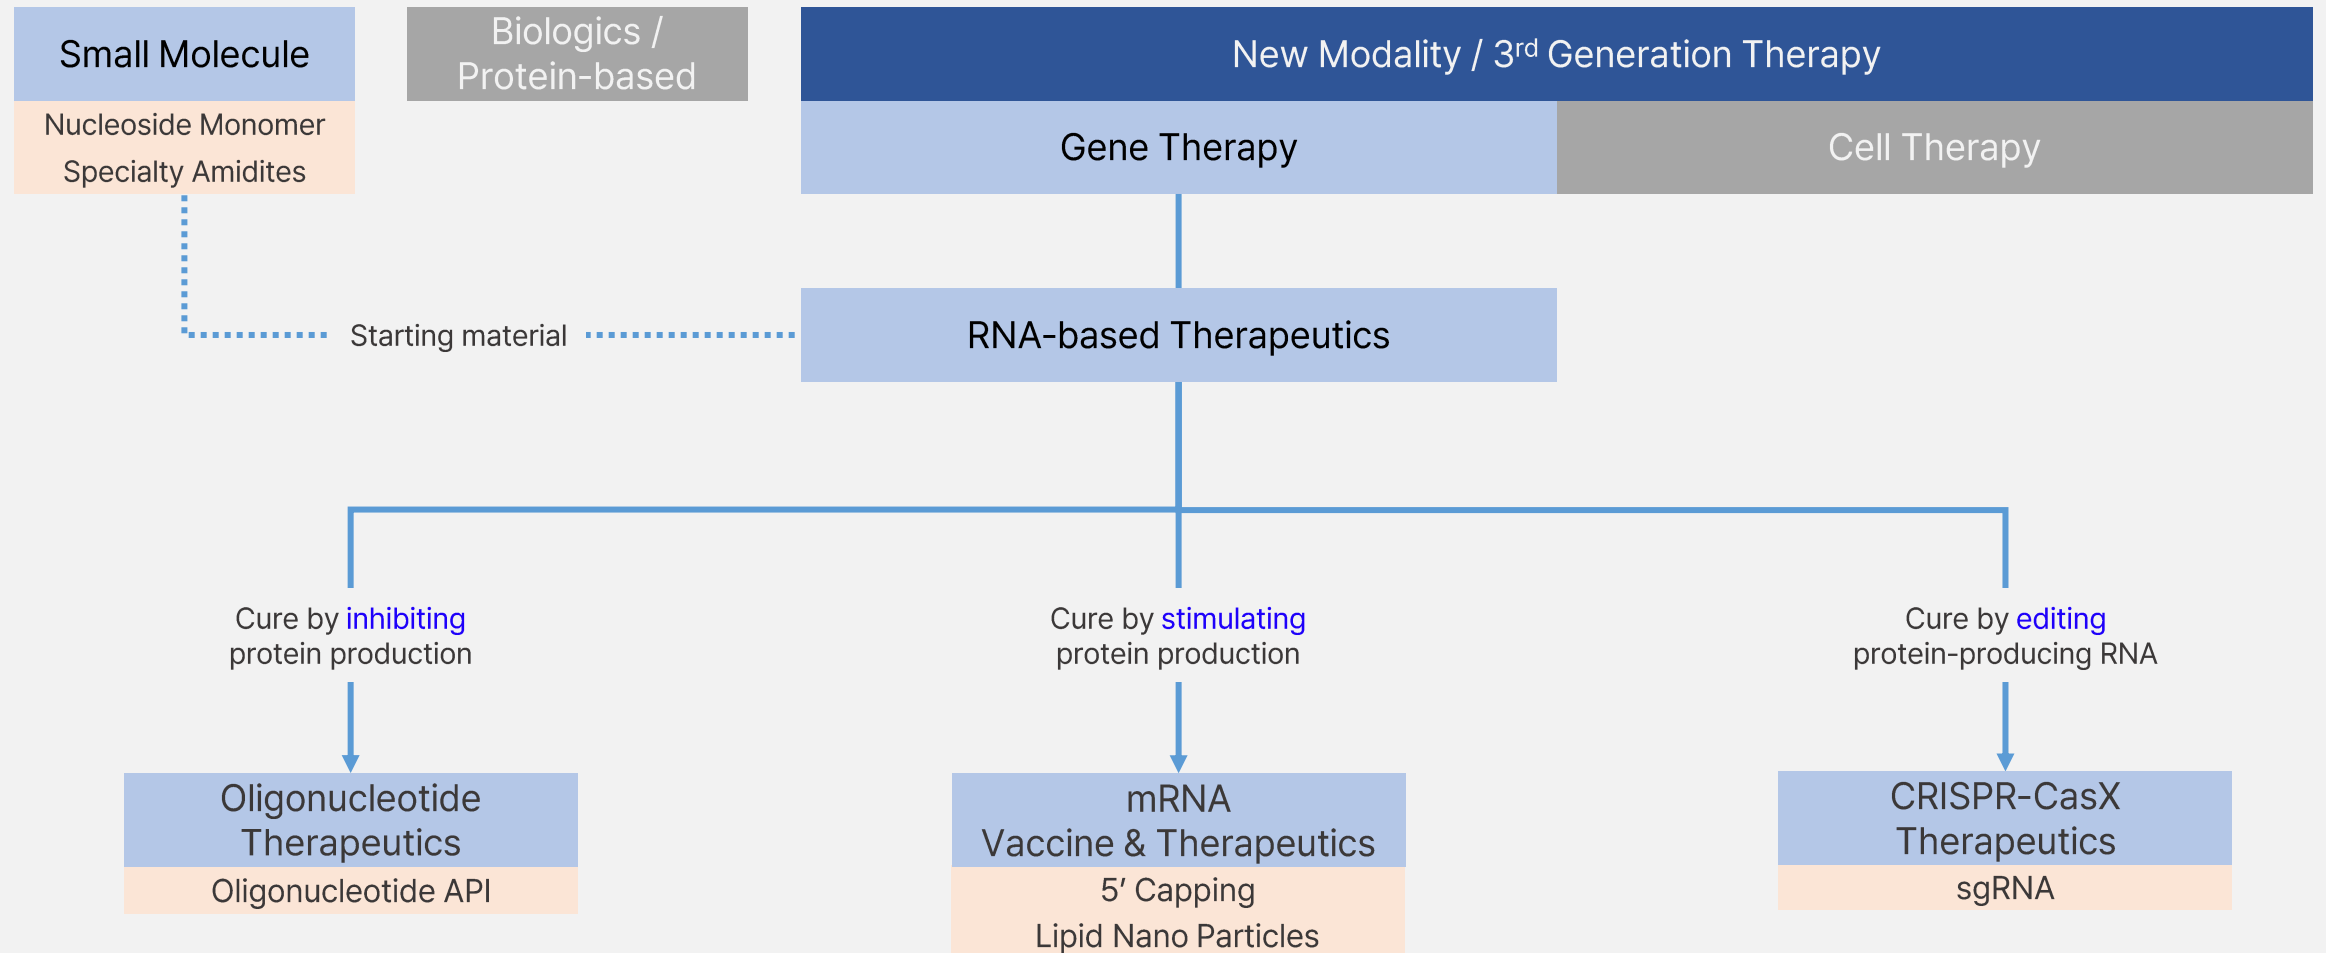 Small Molecule
Nucleoside Monomer
Specialty Amidites
Biologics /
Protein-based
New Modality / 3rd Generation Therapy
Gene Therapy
Cell Therapy
Starting material
RNA-based Therapeutics
Cure by inhibiting
protein production
Cure by stimulating
protein production
Cure by editing
protein-producing RNA
Oligonucleotide
Therapeutics
Oligonucleotide API
mRNA
Vaccine & Therapeutics
5’ Capping
Lipid Nano Particles
CRISPR-CasX
Therapeutics
sgRNA